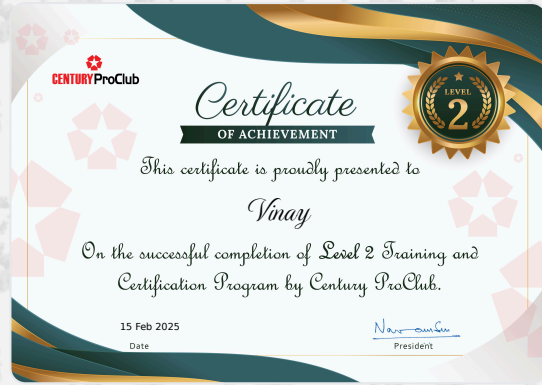 CENTURY ProClub
LEVEL
2
Certificate
OF ACHIEVEMENT
This certificate is proudly presented to
Vinay
On the successful completion of Level 2 Training and
Certification Program by Century ProClub.
15 Feb 2025
Date
President